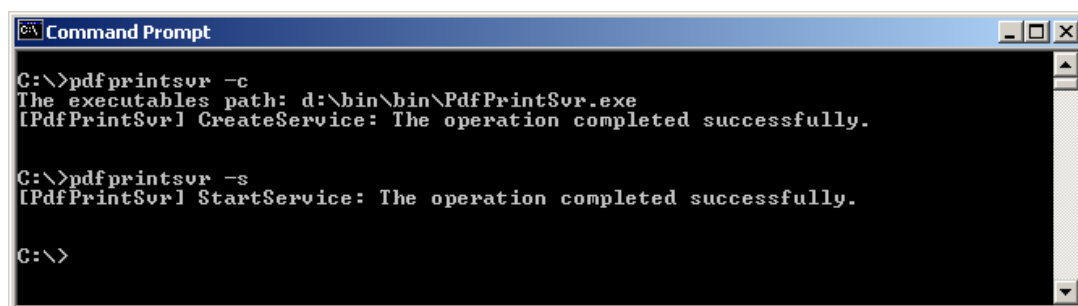 Command Prompt
C:\>pdfprintsvr -c
The executables path: d:\bin\bin\PdfPrintSvr.exe
[PdfPrintSvr] CreateService: The operation completed successfully.
C:\>pdfprintsvr -s
[PdfPrintSvr] StartService: The operation completed successfully.
C:\>